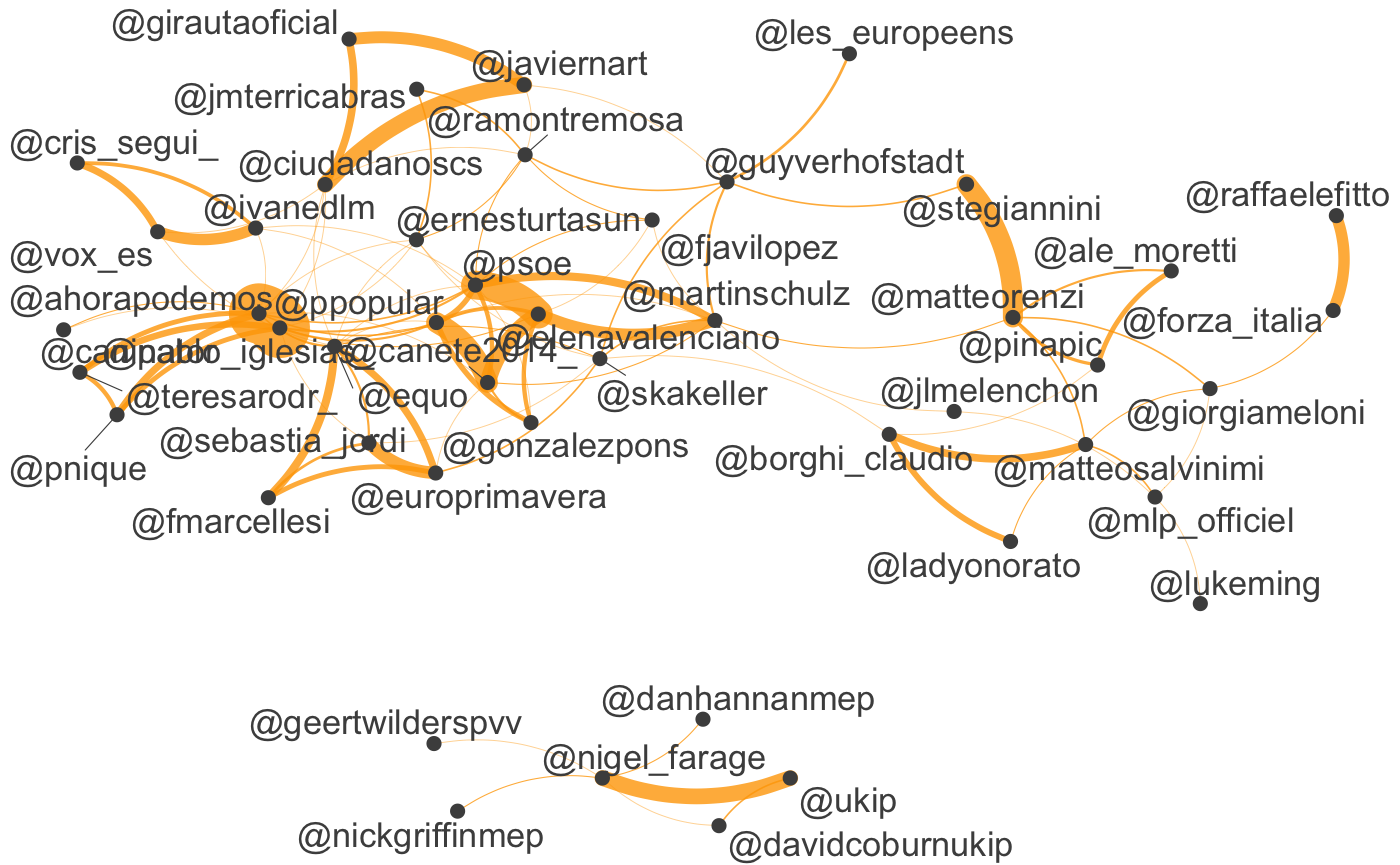 @girautaoficial
@les_europeens
@javiernart
@jmterricabras
@ramontremosa
@cris_segui_
@ciudadanoscs
@guyverhofstadt
@raffaelefitto
@ivanedlm
@stegiannini
@ernesturtasun
@vox_es
@fjavilopez
@ale_moretti
@psoe
@ahorapodemos
@ppopular
@martinschulz
@matteorenzi
@forza_italia
@pablo_iglesias
@canete2014_
@elenavalenciano
@pinapic
@teresarodr_
@equo
@skakeller
@jlmelenchon
@giorgiameloni
@sebastia_jordi
@gonzalezpons
@borghi_claudio
@matteosalvinimi
@pnique
@europrimavera
@fmarcellesi
@mlp_officiel
@ladyonorato
@lukeming
@danhannanmep
@geertwilderspvv
@nigel_farage
@ukip
@nickgriffinmep
@davidcoburnukip